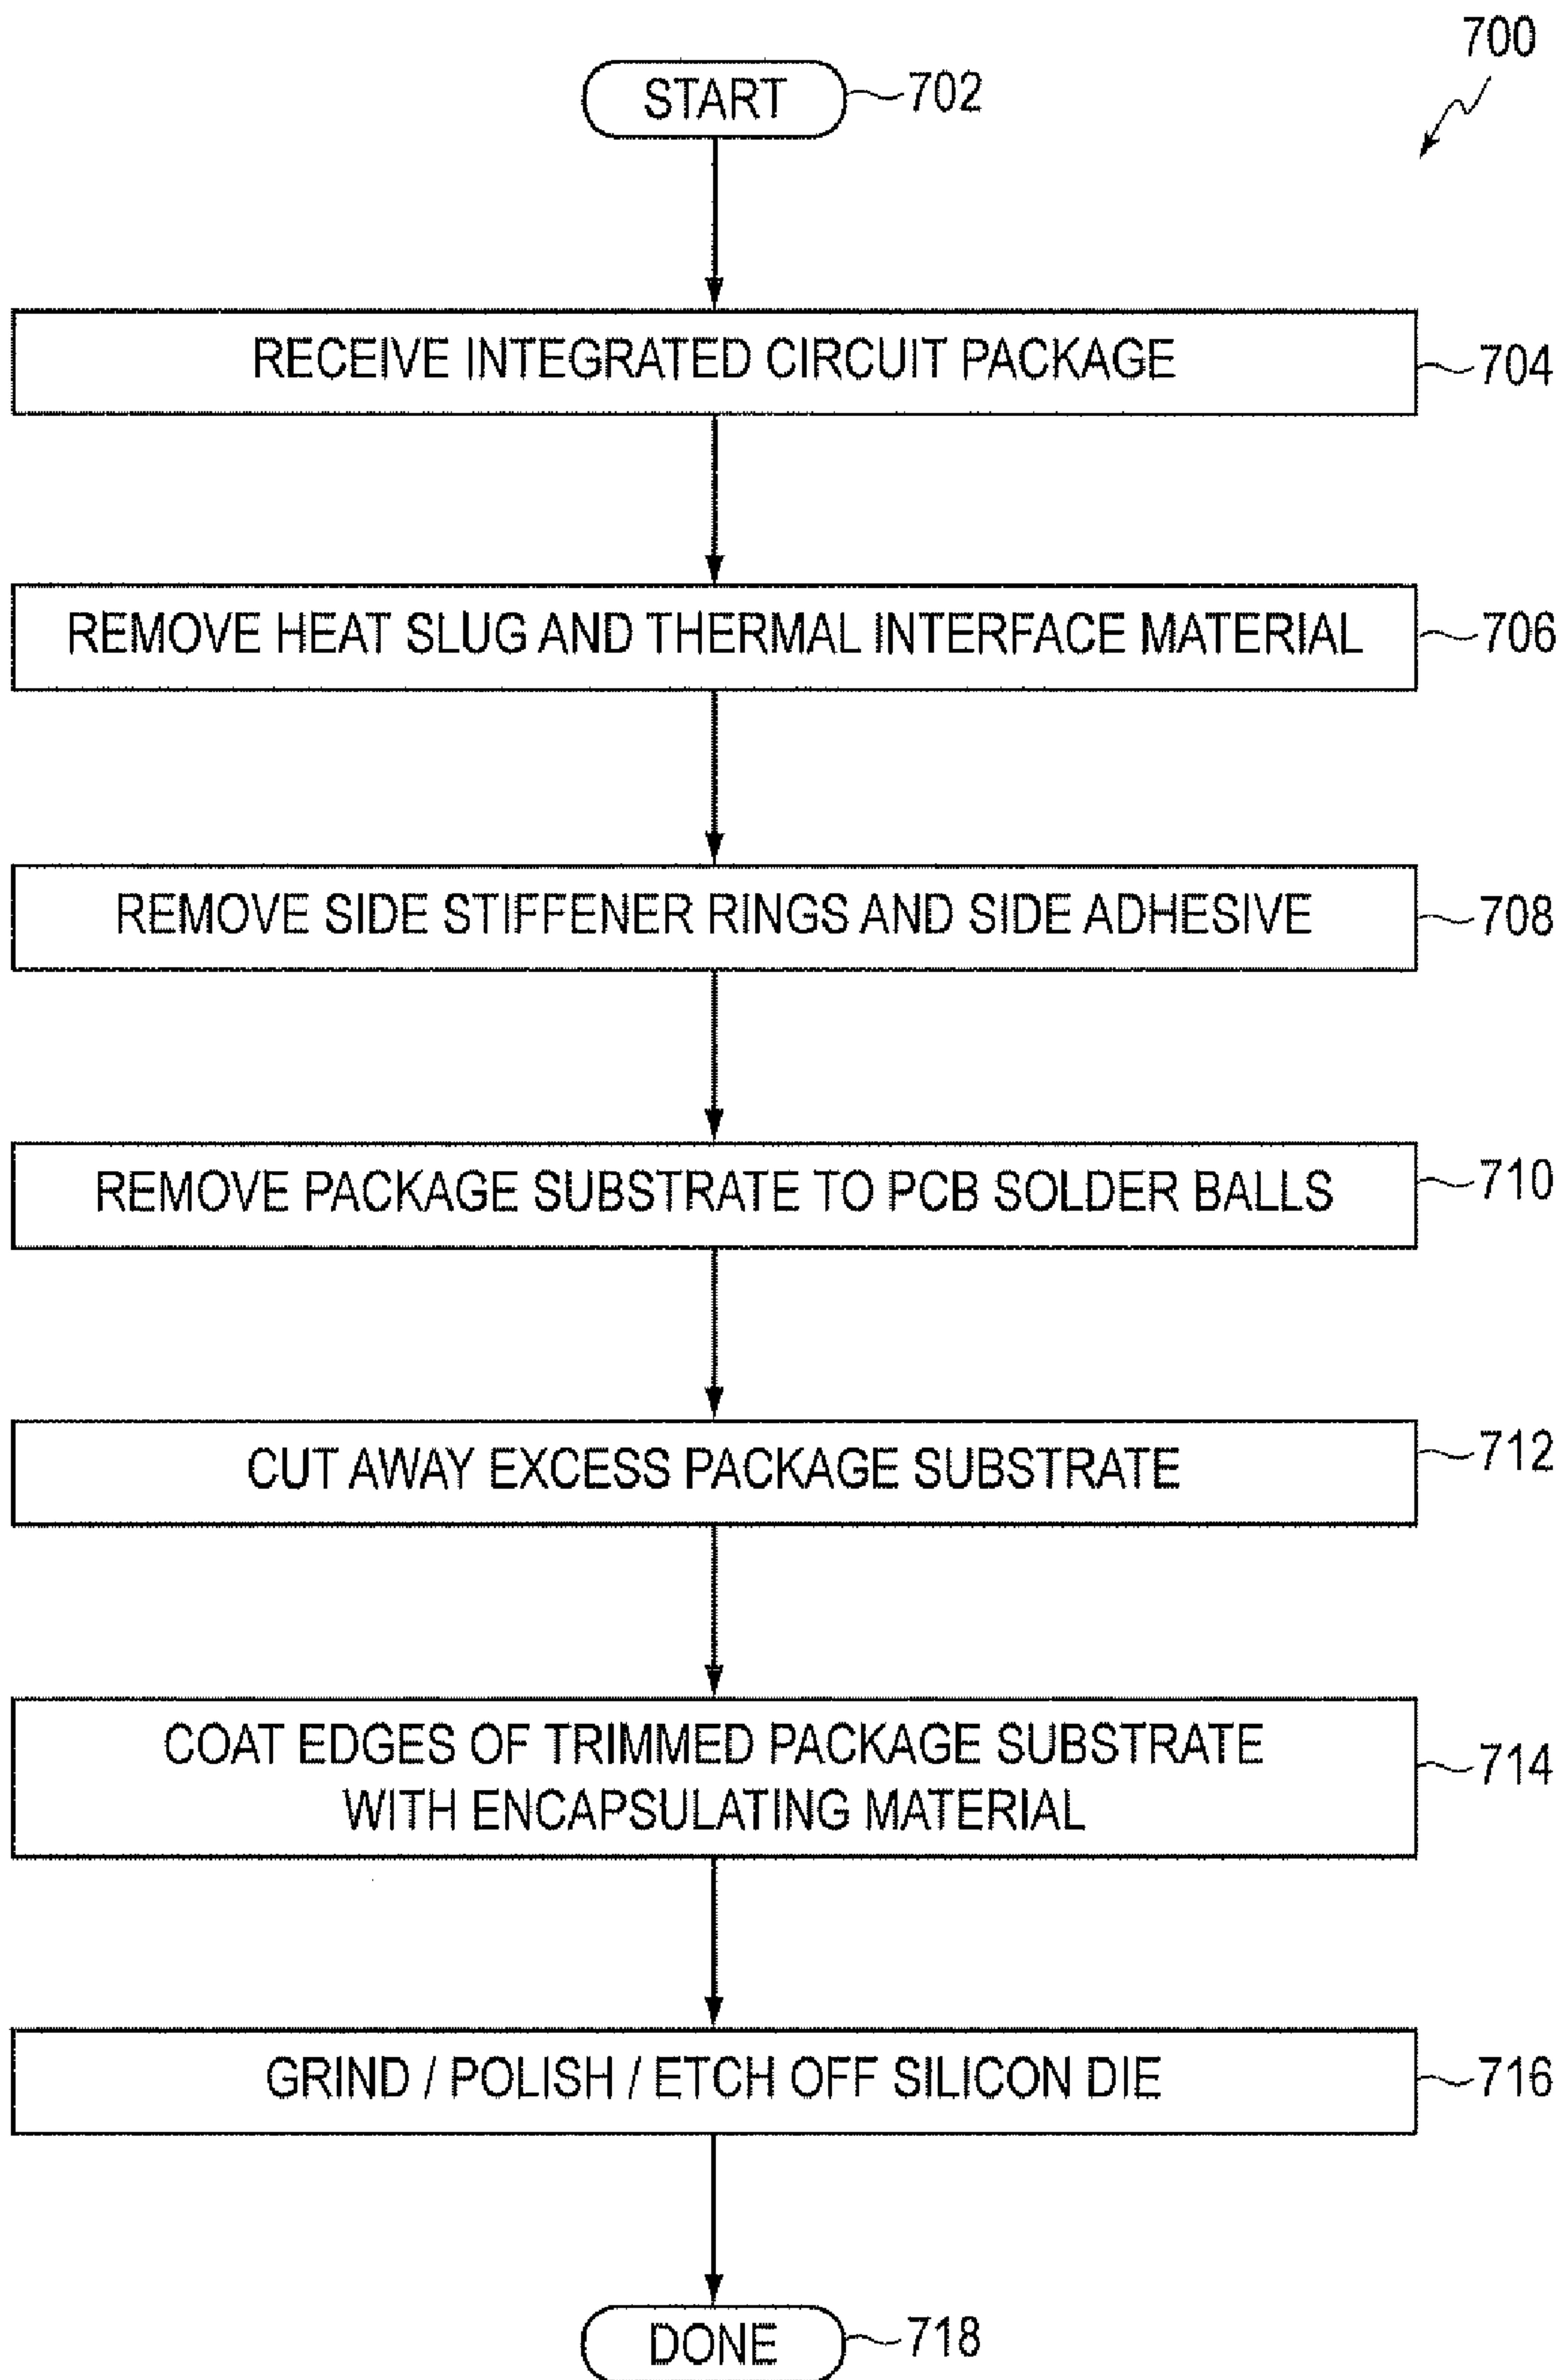 700
START
702
RECEIVE INTEGRATED CIRCUIT PACKAGE
704
REMOVE HEAT SLUG AND THERMAL INTERFACE MATERIAL
706
REMOVE SIDE STIFFENER RINGS AND SIDE ADHESIVE
708
REMOVE PACKAGE SUBSTRATE TO PCB SOLDER BALLS
710
CUT AWAY EXCESS PACKAGE SUBSTRATE
712
COAT EDGES OF TRIMMED PACKAGE SUBSTRATE
WITH ENCAPSULATING MATERIAL
714
GRIND / POLISH / ETCH OFF SILICON DIE
716
DONE
718